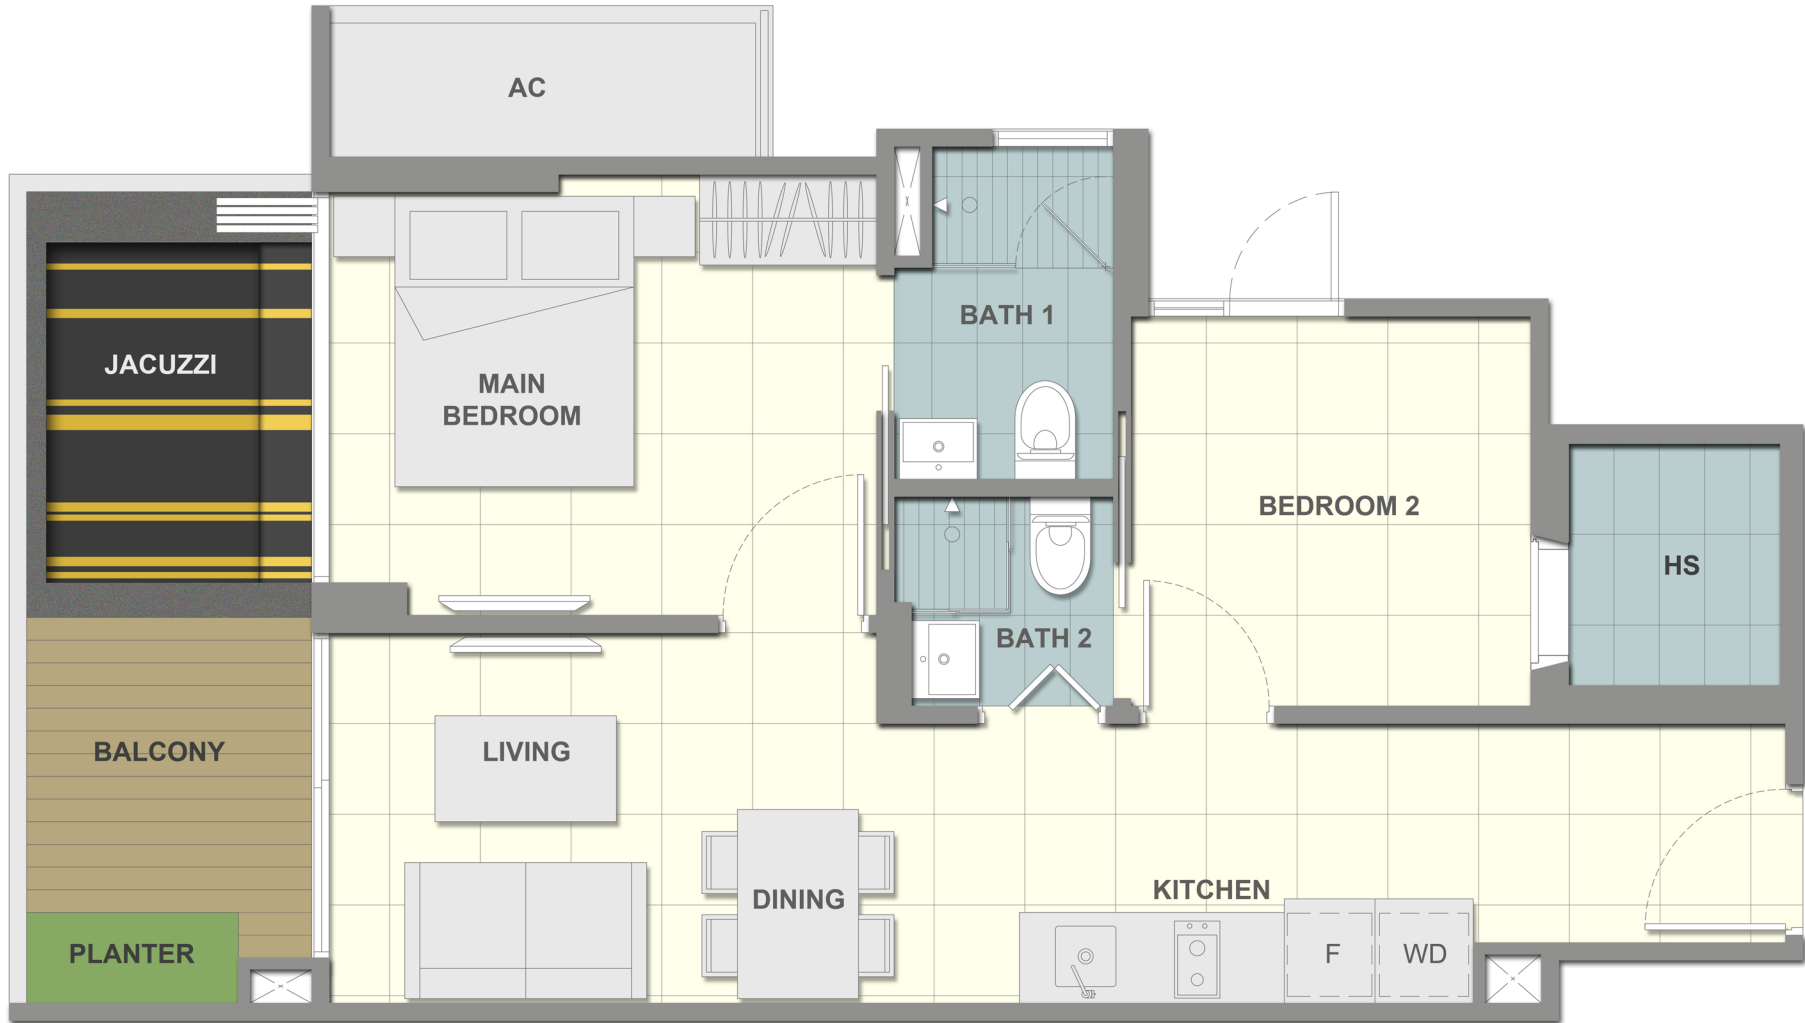 AC
JACUZZI
MAIN
BEDROOM
BATH 1
BEDROOM 2
HS
BATH 2
BALCONY
LIVING
DINING
KITCHEN
PLANTER
F
WD